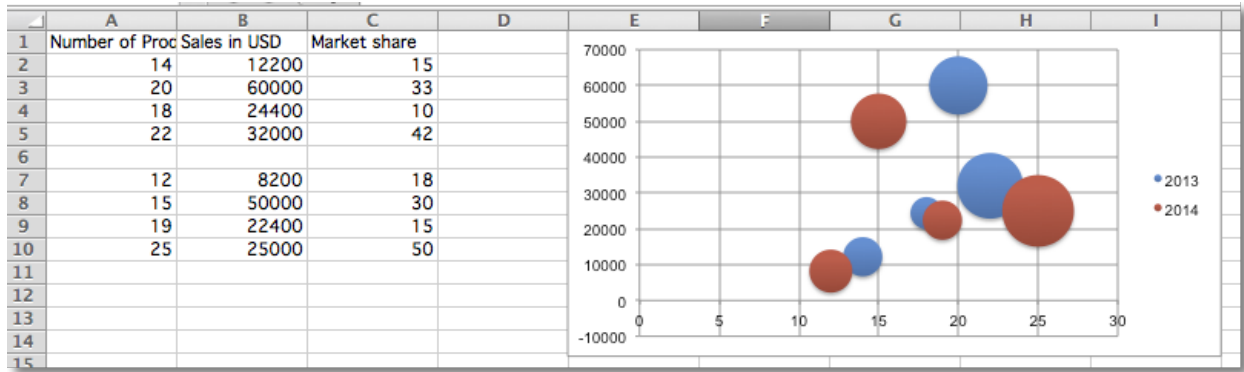 A B C D E F G H I
1 Number of Proc Sales in USD Market share
2 14 12200 15
3 20 60000 33
4 18 24400 10
5 22 32000 42
6
7 12 8200 18
8 15 50000 30
9 19 22400 15
10 25 25000 50
11
12
13
14
15
70000
60000
50000
40000
30000
20000
10000
0
-10000
0 5 10 15 20 25 30
2013
2014